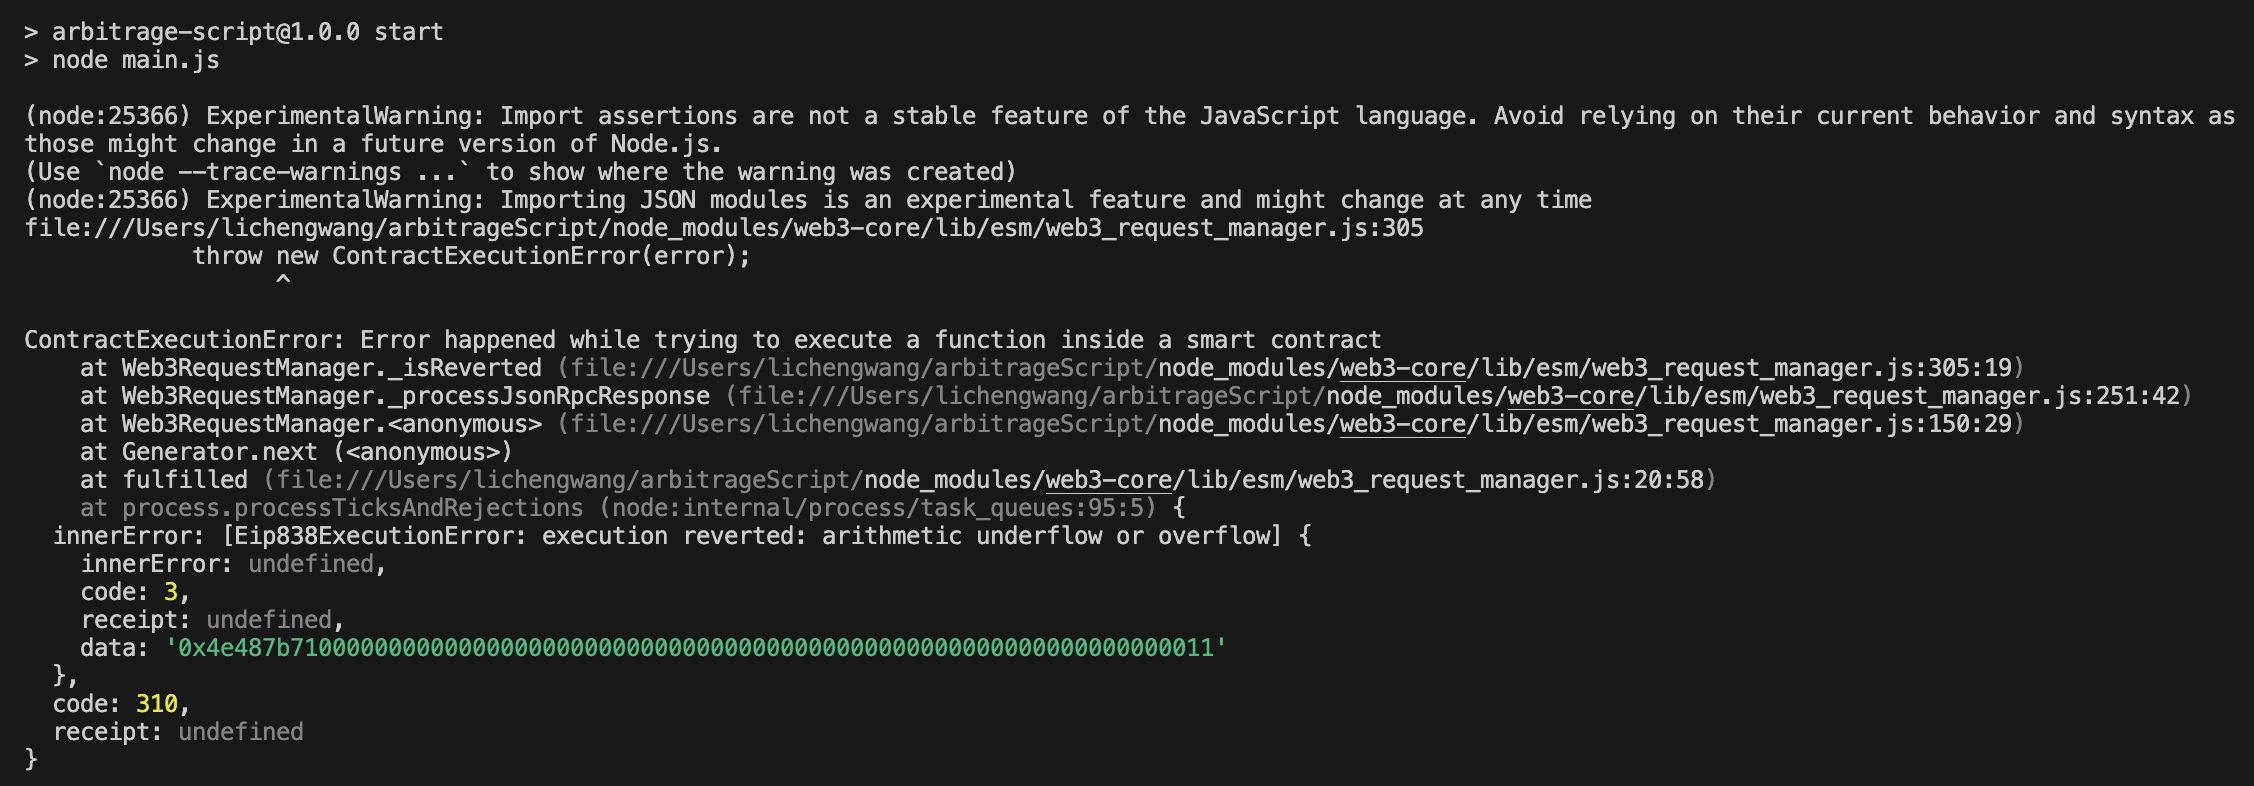 > arbitrage-script@1.0.0 start
> node main.js
(node:25366) ExperimentalWarning: Import assertions are not a stable feature of the JavaScript language. Avoid relying on their current behavior and syntax as
those might change in a future version of Node.js.
(Use `node --trace-warnings ...` to show where the warning was created)
(node:25366) ExperimentalWarning: Importing JSON modules is an experimental feature and might change at any time
file:///Users/lichengwang/arbitrageScript/node_modules/web3-core/lib/esm/web3_request_manager.js:305
            throw new ContractExecutionError(error);
                  ^
ContractExecutionError: Error happened while trying to execute a function inside a smart contract
    at Web3RequestManager._isReverted (file:///Users/lichengwang/arbitrageScript/node_modules/web3-core/lib/esm/web3_request_manager.js:305:19)
    at Web3RequestManager._processJsonRpcResponse (file:///Users/lichengwang/arbitrageScript/node_modules/web3-core/lib/esm/web3_request_manager.js:251:42)
    at Web3RequestManager.<anonymous> (file:///Users/lichengwang/arbitrageScript/node_modules/web3-core/lib/esm/web3_request_manager.js:150:29)
    at Generator.next (<anonymous>)
    at fulfilled (file:///Users/lichengwang/arbitrageScript/node_modules/web3-core/lib/esm/web3_request_manager.js:20:58)
    at process.processTicksAndRejections (node:internal/process/task_queues:95:5) {
  innerError: [Eip838ExecutionError: execution reverted: arithmetic underflow or overflow] {
    innerError: undefined,
    code: 3,
    receipt: undefined,
    data: '0x4e487b710000000000000000000000000000000000000000000000000000000000000011'
  },
  code: 310,
  receipt: undefined
}